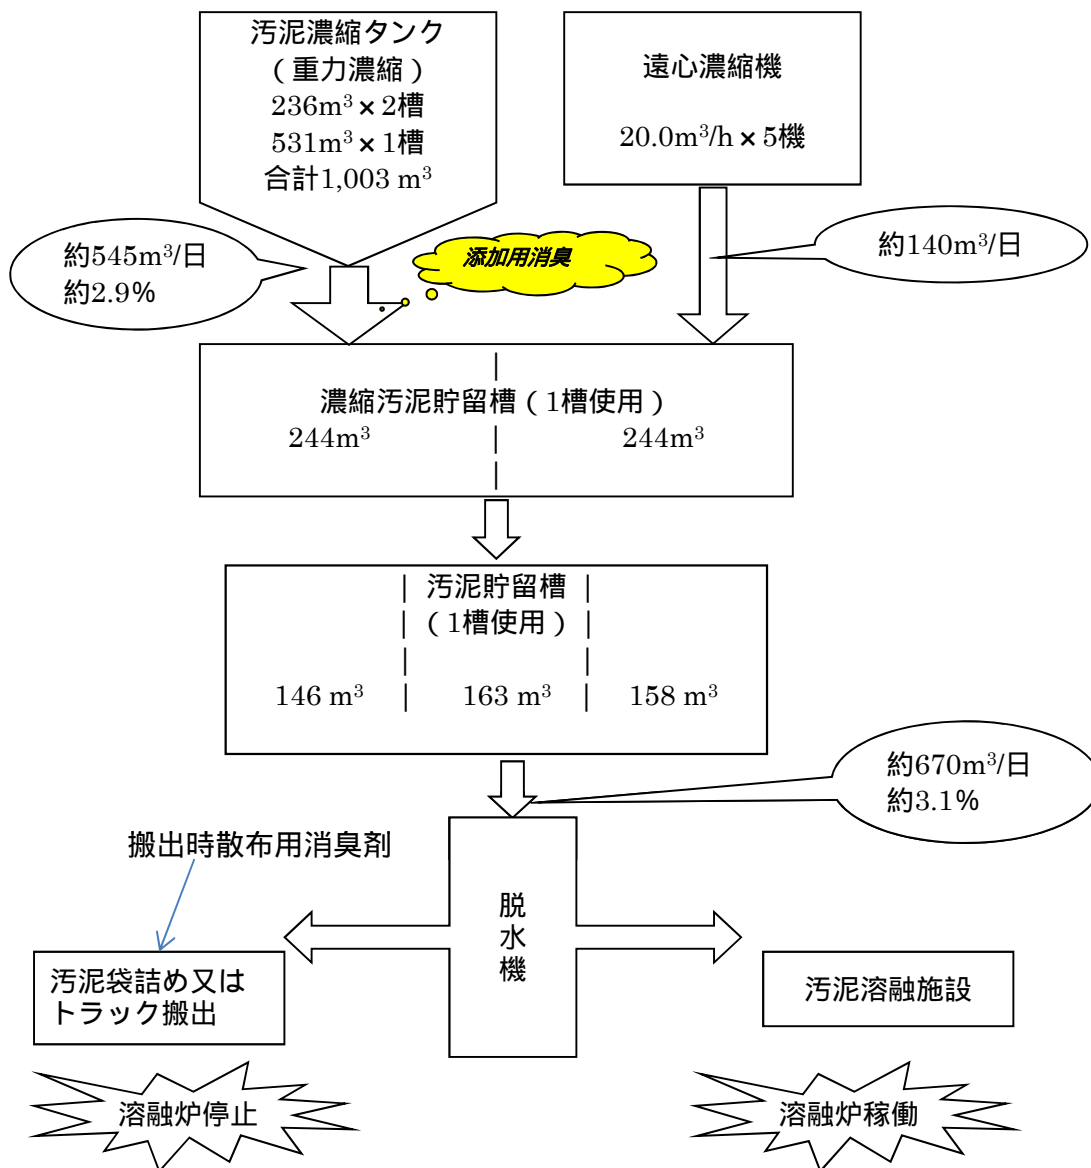 汚泥濃縮タンク
（重力濃縮）
236m³×2槽
531m³×1槽
合計1,003 m³
遠心濃縮機
20.0m³/h×5機
約545m³/日
約2.9%
添加用消臭
約140m³/日
濃縮汚泥貯留槽（1槽使用）
244m³ 244m³
汚泥貯留槽
（1槽使用）
146 m³ 163 m³ 158 m³
約670m³/日
約3.1%
搬出時散布用消臭剤
脱水機
汚泥袋詰め又は
トラック搬出
汚泥溶融施設
溶融炉停止
溶融炉稼働